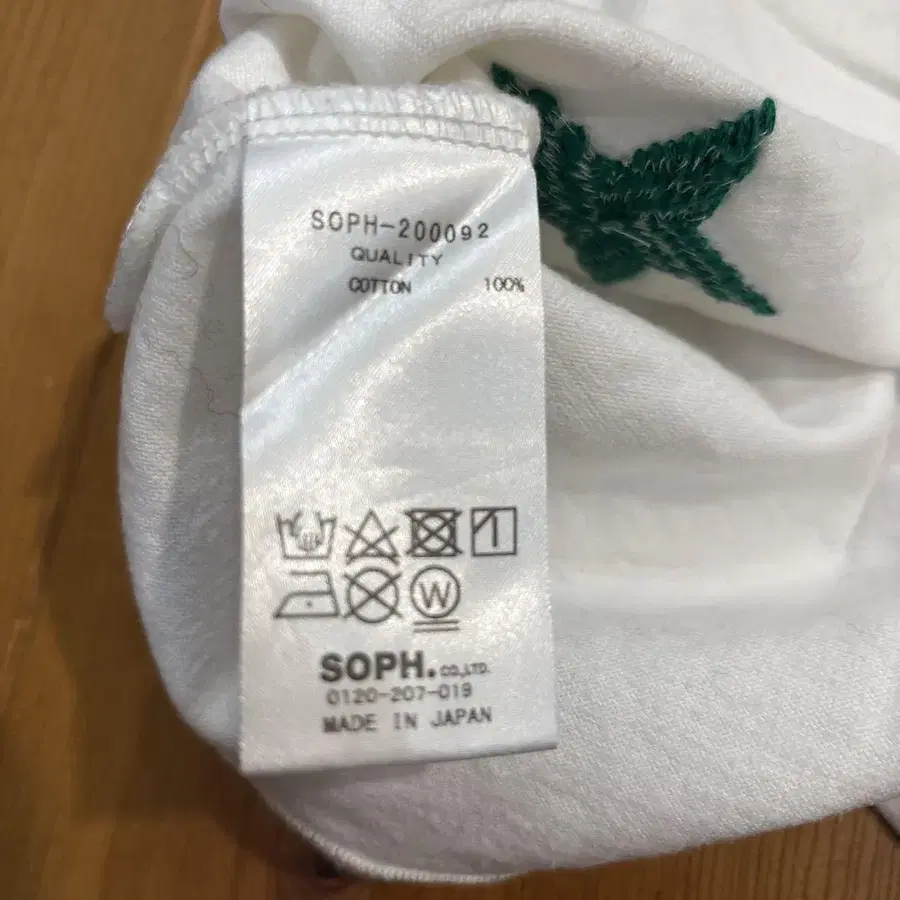 SOPH-200092
QUALITY
COTTON 100%
W
SOPH. CO.,LTD.
0120-207-019
MADE IN JAPAN